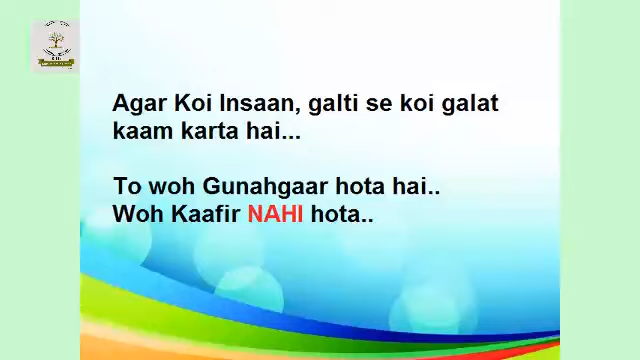 Agar Koi Insaan, galti se koi galat
kaam karta hai...
To woh Gunahgaar hota hai..
Woh Kaafir NAHI hota..